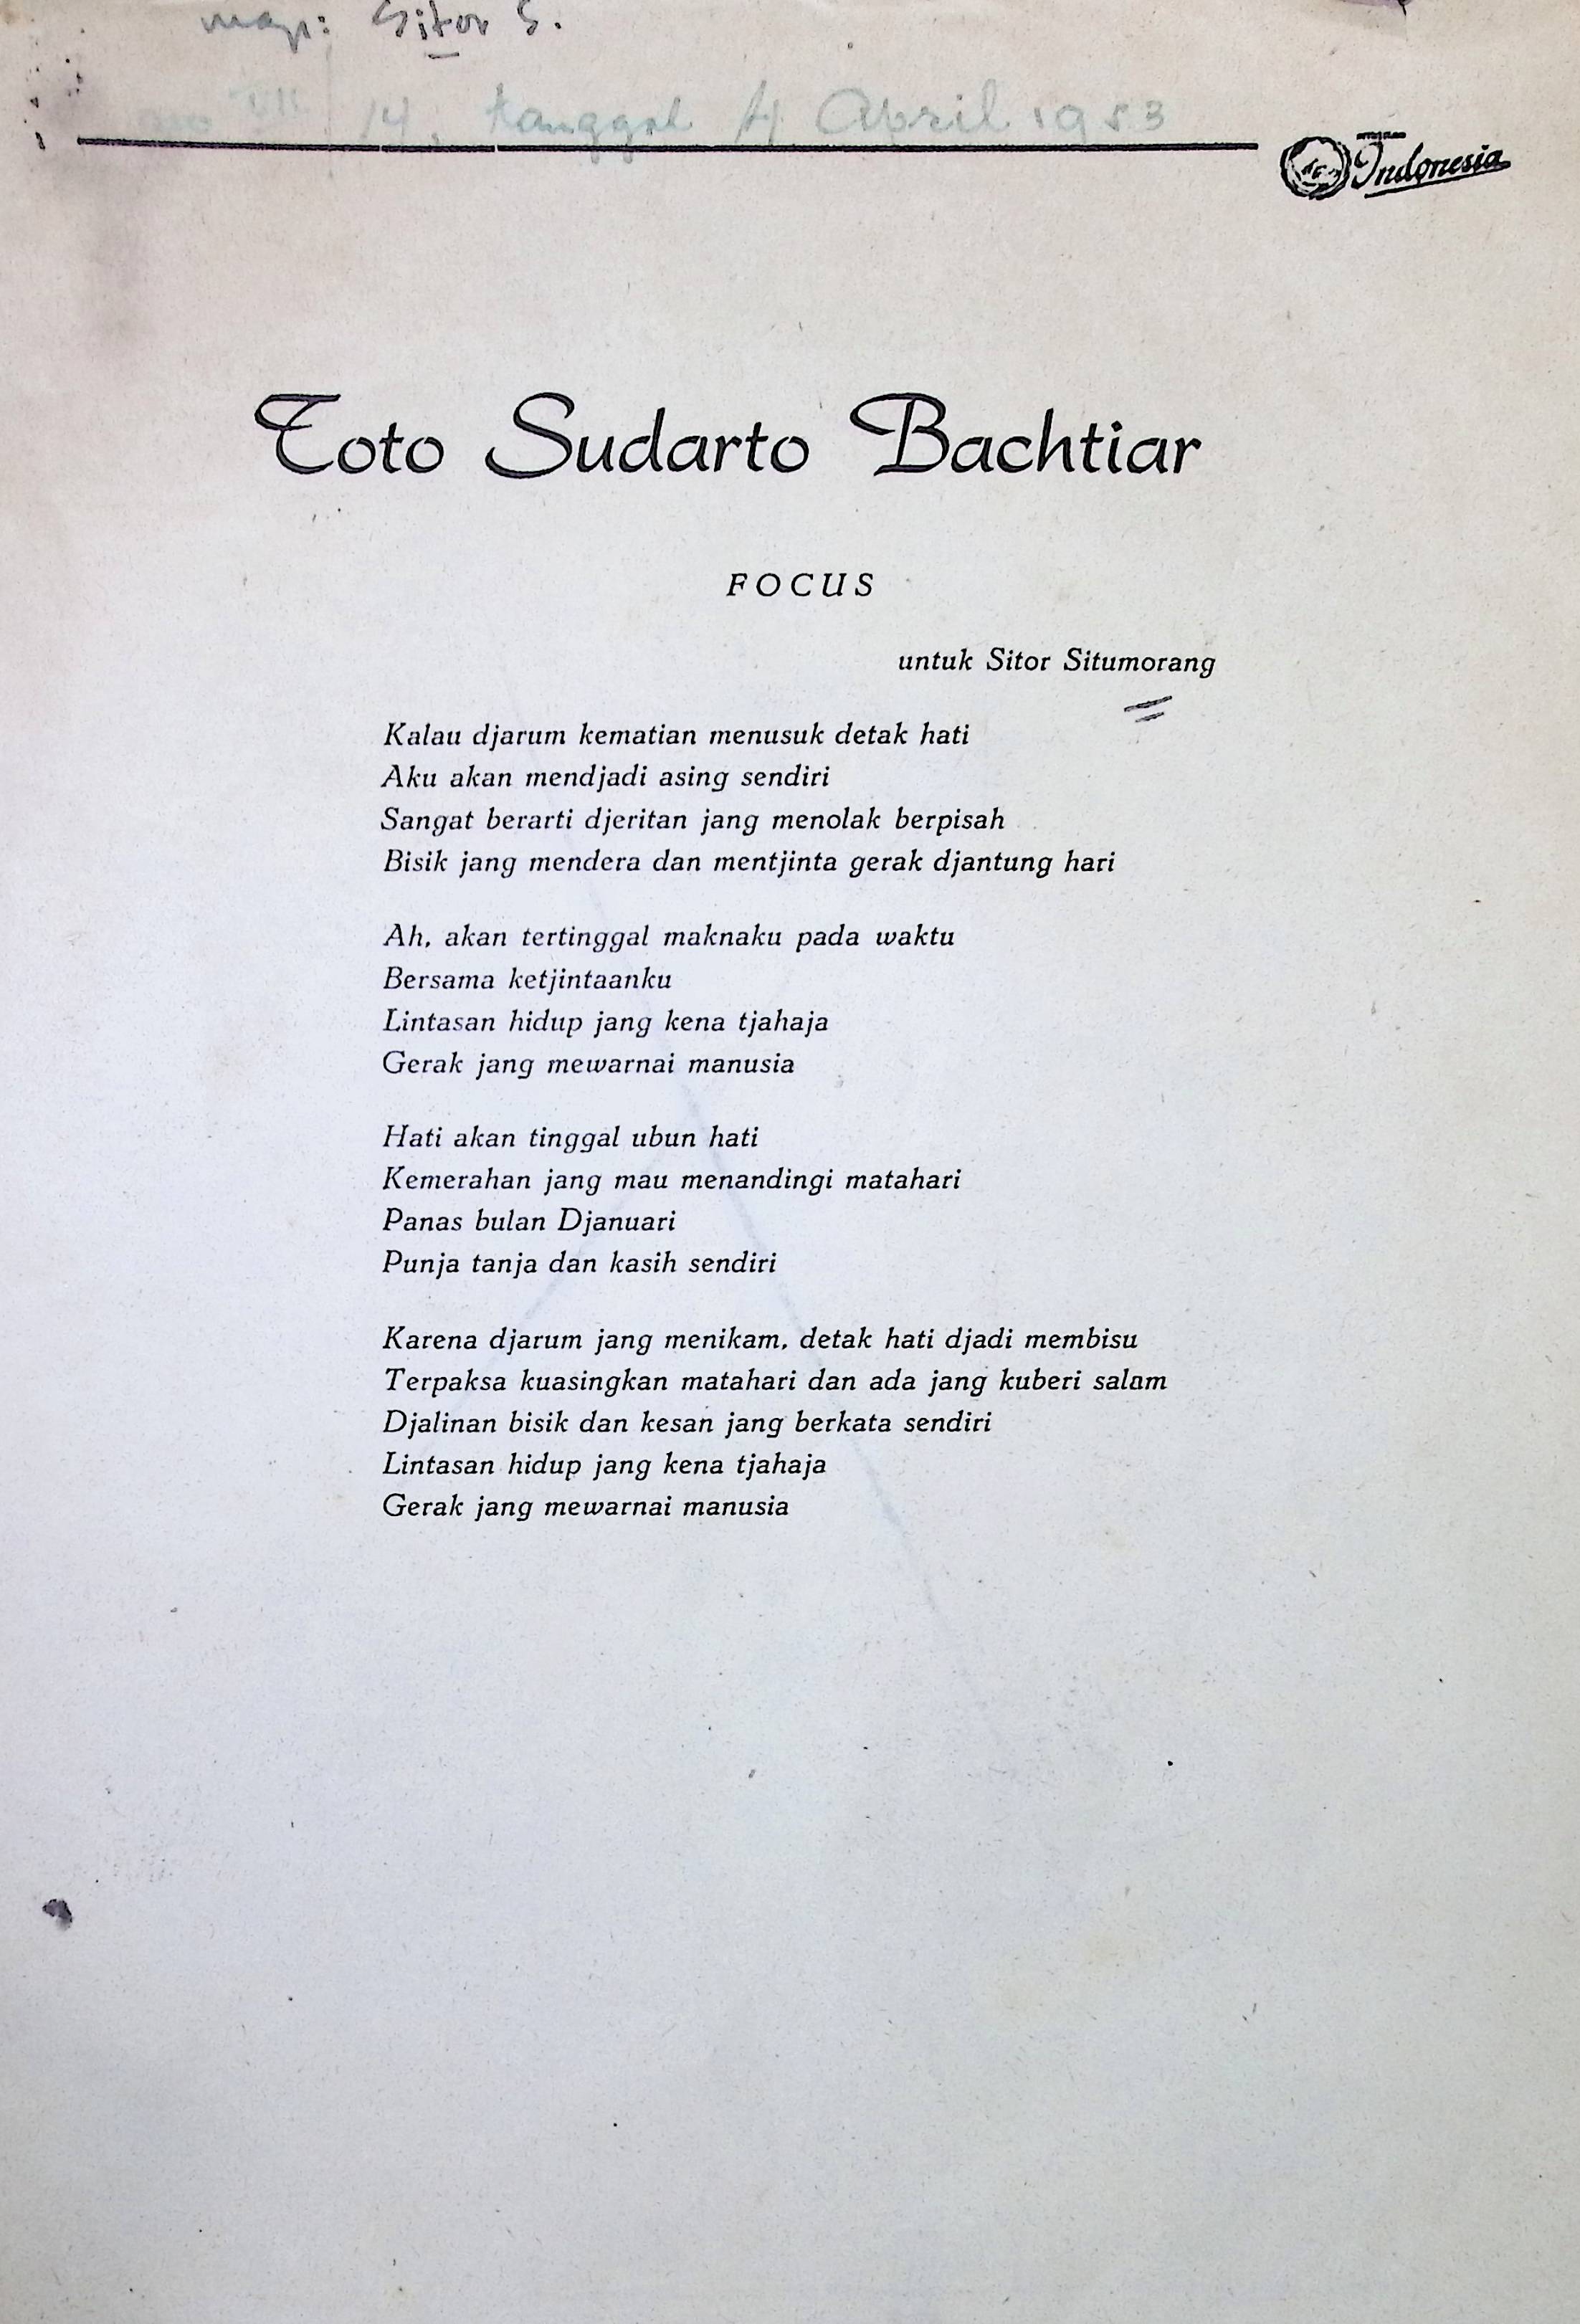 map: Sitor S.
14, tanggal 4 April 1953
Indonesia
Toto Sudarto Bachtiar
FOCUS
untuk Sitor Situmorang
Kalau djarum kematian menusuk detak hati
Aku akan mendjadi asing sendiri
Sangat berarti djeritan jang menolak berpisah
Bisik jang mendera dan mentjinta gerak djantung hari
Ah, akan tertinggal maknaku pada waktu
Bersama ketjintaanku
Lintasan hidup jang kena tjahaja
Gerak jang mewarnai manusia
Hati akan tinggal ubun hati
Kemerahan jang mau menandingi matahari
Panas bulan Djanuari
Punja tanja dan kasih sendiri
Karena djarum jang menikam, detak hati djadi membisu
Terpaksa kuasingkan matahari dan ada jang kuberi salam
Djalinan bisik dan kesan jang berkata sendiri
Lintasan hidup jang kena tjahaja
Gerak jang mewarnai manusia